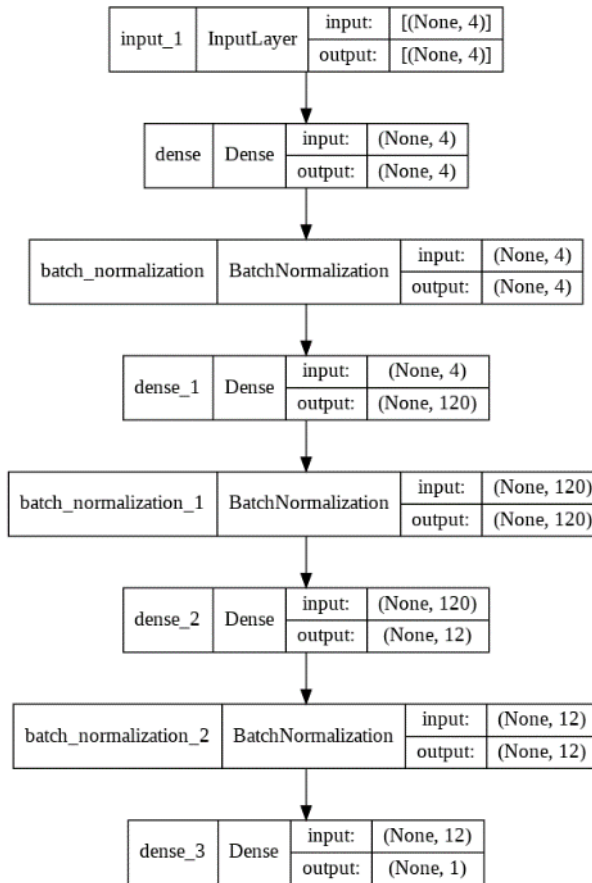 input_1 InputLayer input: [(None, 4)]
output: [(None, 4)]
dense Dense input: (None, 4)
output: (None, 4)
batch_normalization BatchNormalization input: (None, 4)
output: (None, 4)
dense_1 Dense input: (None, 4)
output: (None, 120)
batch_normalization_1 BatchNormalization input: (None, 120)
output: (None, 120)
dense_2 Dense input: (None, 120)
output: (None, 12)
batch_normalization_2 BatchNormalization input: (None, 12)
output: (None, 12)
dense_3 Dense input: (None, 12)
output: (None, 1)